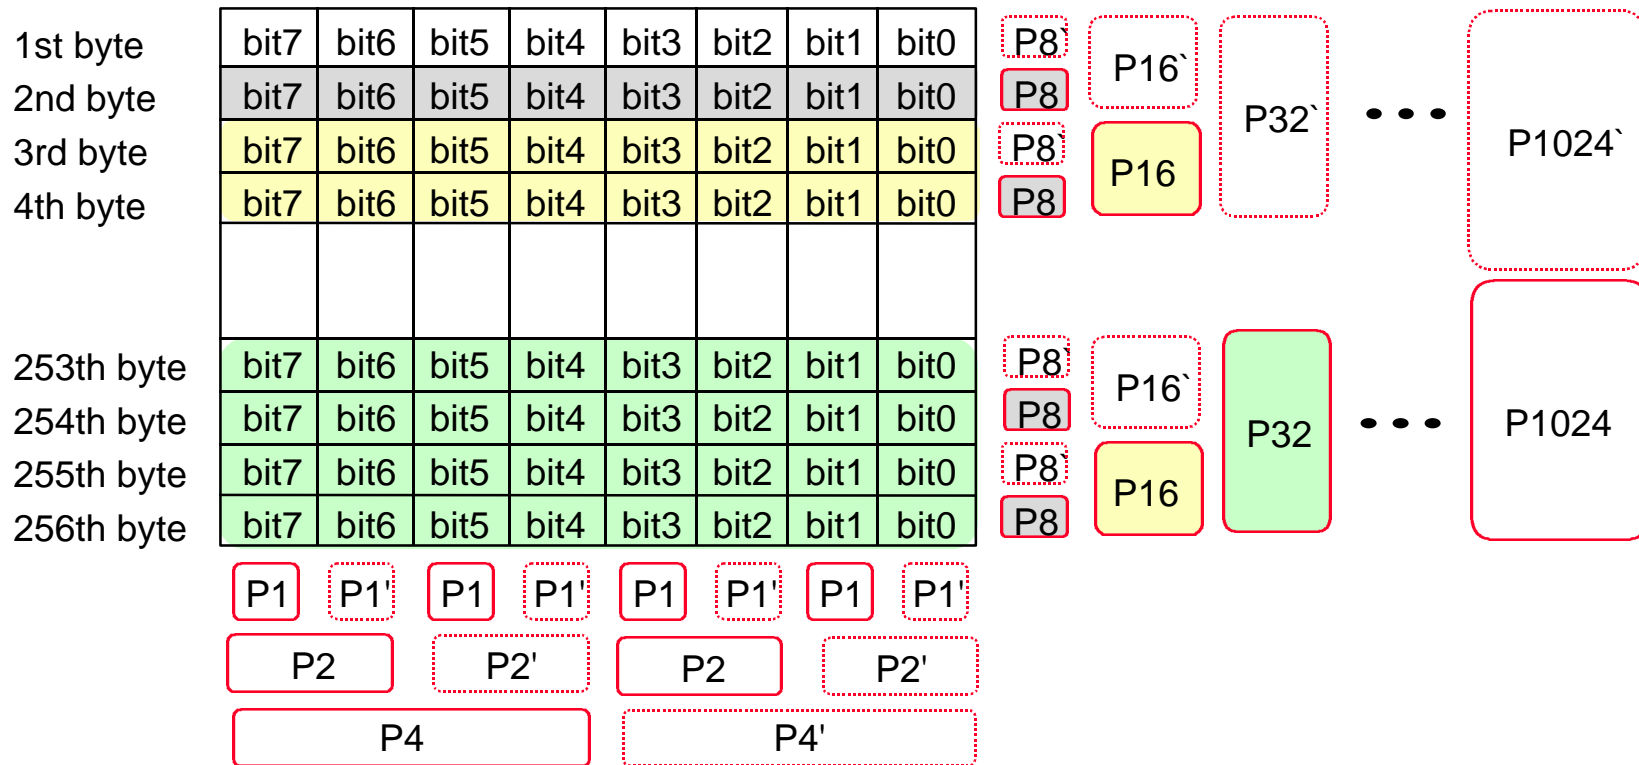 1st byte bit7 bit6 bit5 bit4 bit3 bit2 bit1 bit0 P8` P16` P32` • • • P1024`
2nd byte bit7 bit6 bit5 bit4 bit3 bit2 bit1 bit0 P8
3rd byte bit7 bit6 bit5 bit4 bit3 bit2 bit1 bit0 P8` P16
4th byte bit7 bit6 bit5 bit4 bit3 bit2 bit1 bit0 P8
253th byte bit7 bit6 bit5 bit4 bit3 bit2 bit1 bit0 P8` P16` P32 • • • P1024
254th byte bit7 bit6 bit5 bit4 bit3 bit2 bit1 bit0 P8
255th byte bit7 bit6 bit5 bit4 bit3 bit2 bit1 bit0 P8` P16
256th byte bit7 bit6 bit5 bit4 bit3 bit2 bit1 bit0 P8
P1 P1' P1 P1' P1 P1' P1 P1'
P2 P2' P2 P2'
P4 P4'